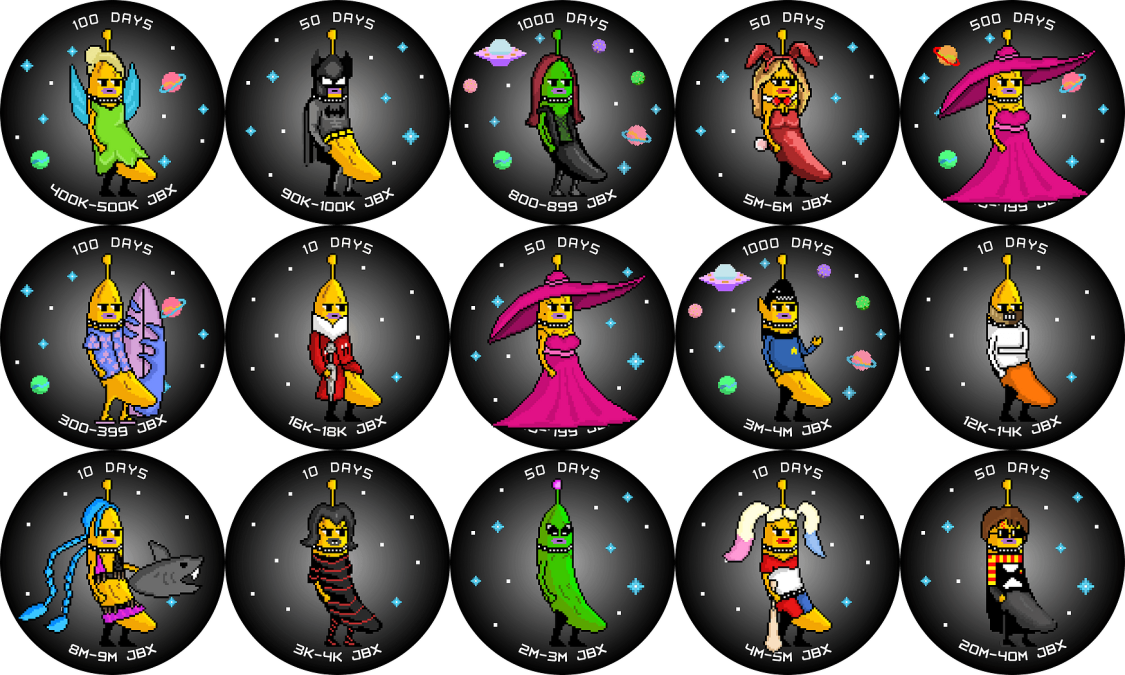 100 DAYS
400K-500K JBX
50 DAYS
90K-100K JBX
1000 DAYS
800-899 JBX
50 DAYS
5M-6M JBX
500 DAYS
JBX
100 DAYS
300-399 JBX
10 DAYS
16K-18K JBX
50 DAYS
JBX
1000 DAYS
3M-4M JBX
10 DAYS
12K-14K JBX
10 DAYS
8M-9M JBX
10 DAYS
3K-4K JBX
50 DAYS
2M-3M JBX
10 DAYS
4M-5M JBX
50 DAYS
20M-40M JBX